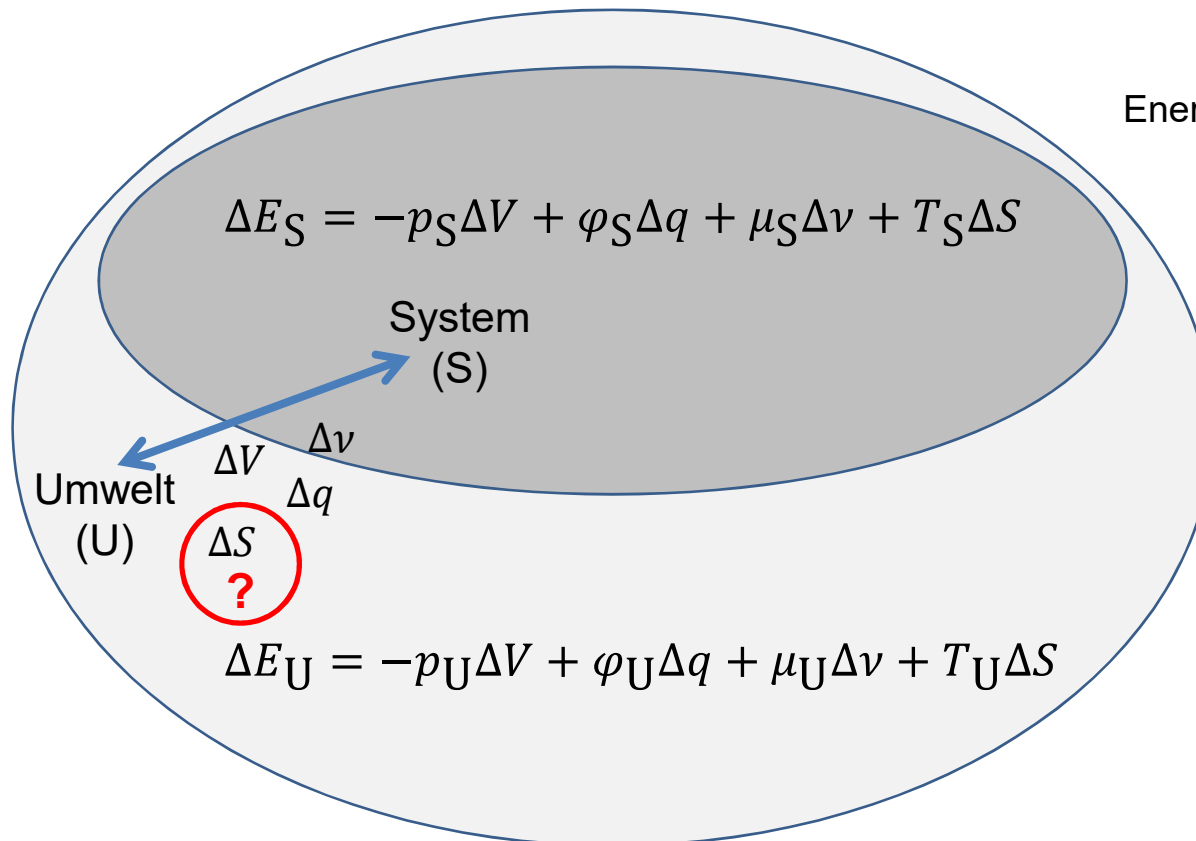 Ener
ΔE_S = −p_SΔV + φ_SΔq + μ_SΔν + T_SΔS
System
(S)
Δν
ΔV
Umwelt
Δq
(U)
ΔS
?
ΔE_U = −p_UΔV + φ_UΔq + μ_UΔν + T_UΔS